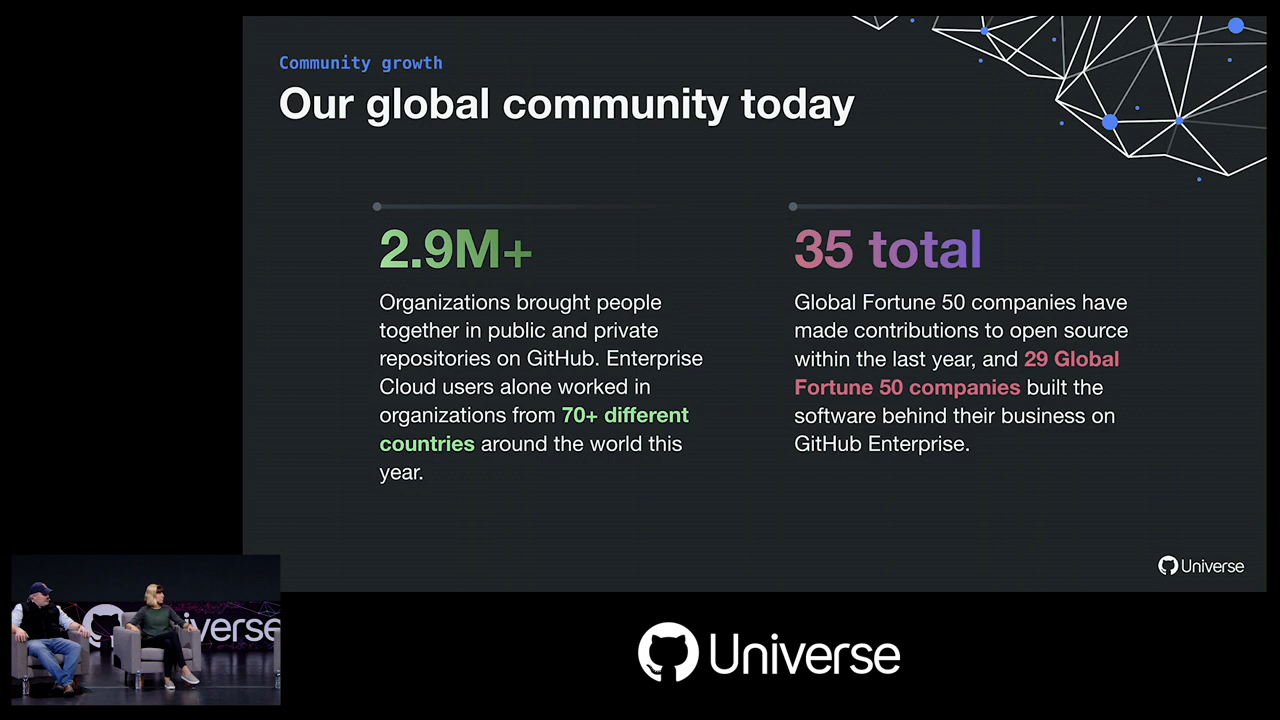 Community growth
Our global community today
2.9M+
Organizations brought people
together in public and private
repositories on GitHub. Enterprise
Cloud users alone worked in
organizations from 70+ different
countries around the world this
year.
35 total
Global Fortune 50 companies have
made contributions to open source
within the last year, and 29 Global
Fortune 50 companies built the
software behind their business on
GitHub Enterprise.
Universe
iverse
Universe